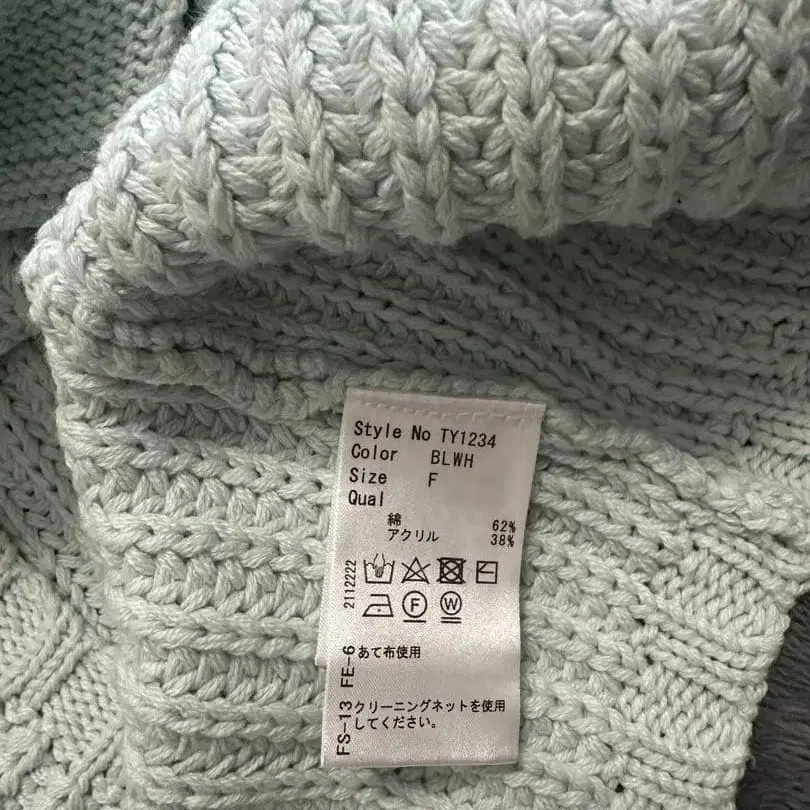 Style No TY1234
Color BLWH
Size F
Qual
綿 62%
アクリル 38%
2112222
F W
FE-6 あて布使用
FS-13 クリーニングネットを使用
してください。